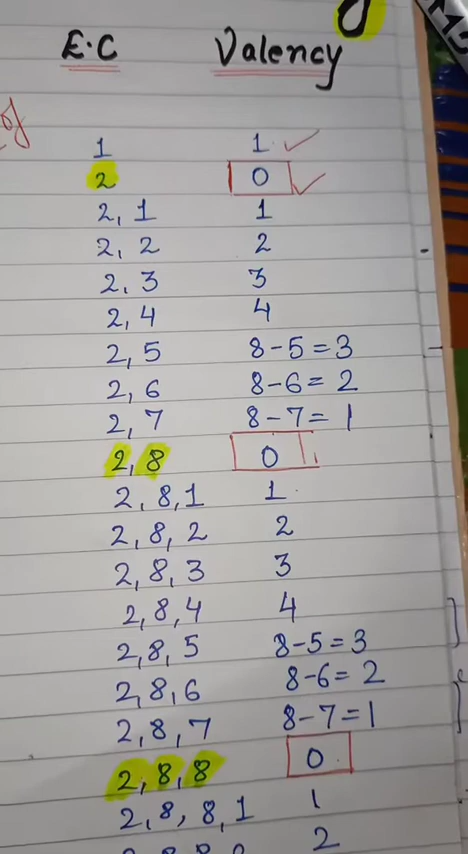 E.C Valency
of
1 1
2 0
2, 1 1
2, 2 2
2, 3 3
2, 4 4
2, 5 8-5=3
2, 6 8-6=2
2, 7 8-7=1
2, 8 0
2, 8, 1 1
2, 8, 2 2
2, 8, 3 3
2, 8, 4 4
2, 8, 5 8-5=3
2, 8, 6 8-6=2
2, 8, 7 8-7=1
2, 8, 8 0
2, 8, 8, 1 1
2